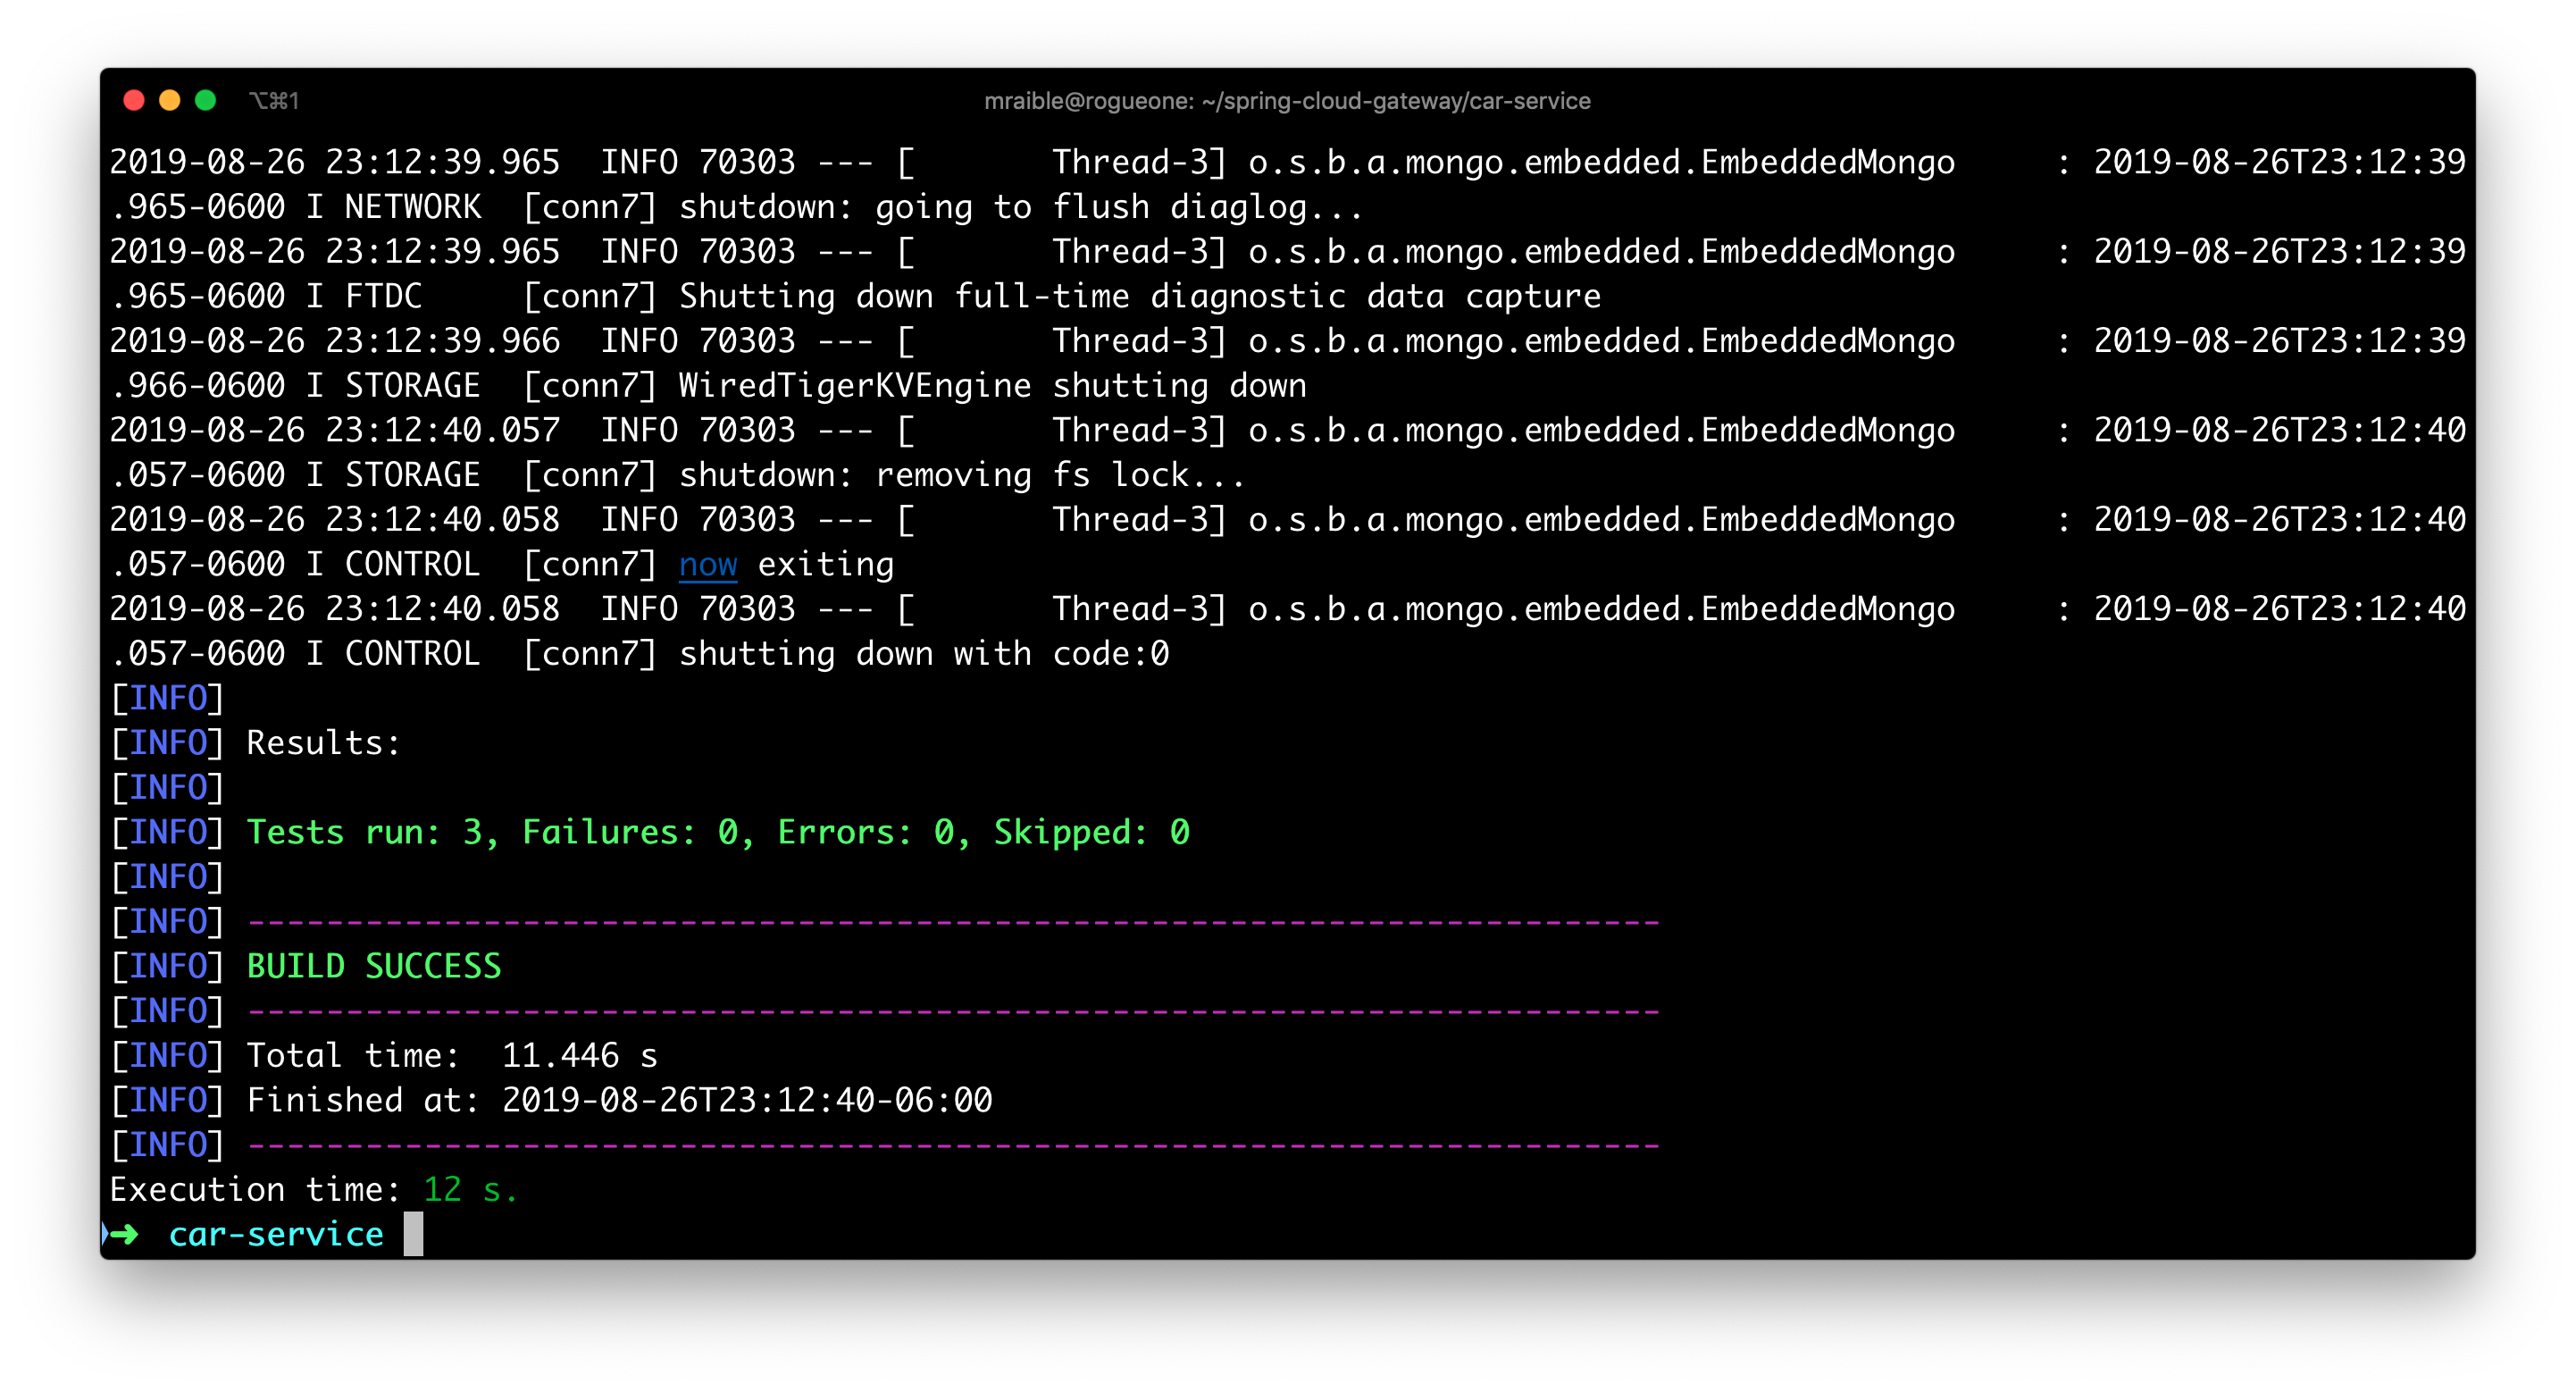 ⌥⌘1 mraible@rogueone: ~/spring-cloud-gateway/car-service
2019-08-26 23:12:39.965  INFO 70303 --- [       Thread-3] o.s.b.a.mongo.embedded.EmbeddedMongo     : 2019-08-26T23:12:39
.965-0600 I NETWORK  [conn7] shutdown: going to flush diaglog...
2019-08-26 23:12:39.965  INFO 70303 --- [       Thread-3] o.s.b.a.mongo.embedded.EmbeddedMongo     : 2019-08-26T23:12:39
.965-0600 I FTDC     [conn7] Shutting down full-time diagnostic data capture
2019-08-26 23:12:39.966  INFO 70303 --- [       Thread-3] o.s.b.a.mongo.embedded.EmbeddedMongo     : 2019-08-26T23:12:39
.966-0600 I STORAGE  [conn7] WiredTigerKVEngine shutting down
2019-08-26 23:12:40.057  INFO 70303 --- [       Thread-3] o.s.b.a.mongo.embedded.EmbeddedMongo     : 2019-08-26T23:12:40
.057-0600 I STORAGE  [conn7] shutdown: removing fs lock...
2019-08-26 23:12:40.058  INFO 70303 --- [       Thread-3] o.s.b.a.mongo.embedded.EmbeddedMongo     : 2019-08-26T23:12:40
.057-0600 I CONTROL  [conn7] now exiting
2019-08-26 23:12:40.058  INFO 70303 --- [       Thread-3] o.s.b.a.mongo.embedded.EmbeddedMongo     : 2019-08-26T23:12:40
.057-0600 I CONTROL  [conn7] shutting down with code:0
[INFO]
[INFO] Results:
[INFO]
[INFO] Tests run: 3, Failures: 0, Errors: 0, Skipped: 0
[INFO]
[INFO] ------------------------------------------------------------------------
[INFO] BUILD SUCCESS
[INFO] ------------------------------------------------------------------------
[INFO] Total time:  11.446 s
[INFO] Finished at: 2019-08-26T23:12:40-06:00
[INFO] ------------------------------------------------------------------------
Execution time: 12 s.
➜  car-service